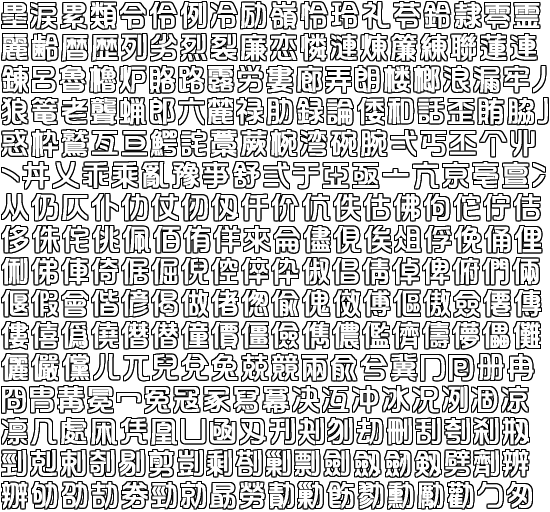 塁涙累類令伶例冷励嶺怜玲礼苓鈴隷零霊
麗齢暦歴列劣烈裂廉恋憐漣煉簾練聯蓮連
錬呂魯櫓炉賂路露労婁廊弄朗楼榔浪漏牢
狼篭老聾蝋郎六麓禄肋録論倭和話歪賄脇
惑枠鷲亙亘鰐詫藁蕨椀湾碗腕弌丐丕个丱
丶丼乂乖乘亂豫亊舒弍于亞亟亠亢亰亳亶
从仍仄仆仂仗仞仭仟价伉佚估佛佝佗佇佶
侈侏侘佻佩佰侑佯來侖儘俔俟俎俘俛俑俚
俐俤俥倚倨倔倪倥倅伜俶倡倩倬俾俯們倆
偃假會偕偐偈做偖偬偸傀傚傅傴傲僉僊傳
僂僖僞僥僭僣僮價僵儉儁儂儖儕儔儚儡儺
儷儼儻儿兀兒兌兔兢竸兩兪兮冀冂囘册冉
冏冑冓冕冖冤冦冢冩冪决冱冲冰况冽凅凉
凛几處凩凭凰凵凾刄刋刔刎刧刪刮刳刹剏
剄剋剌剞剔剪剴剩剳剿剽劍劔劒剱劈劑辨
辧劬劭劼劵勁勍勗勞勣勦飭勠勳勵勸勹匆